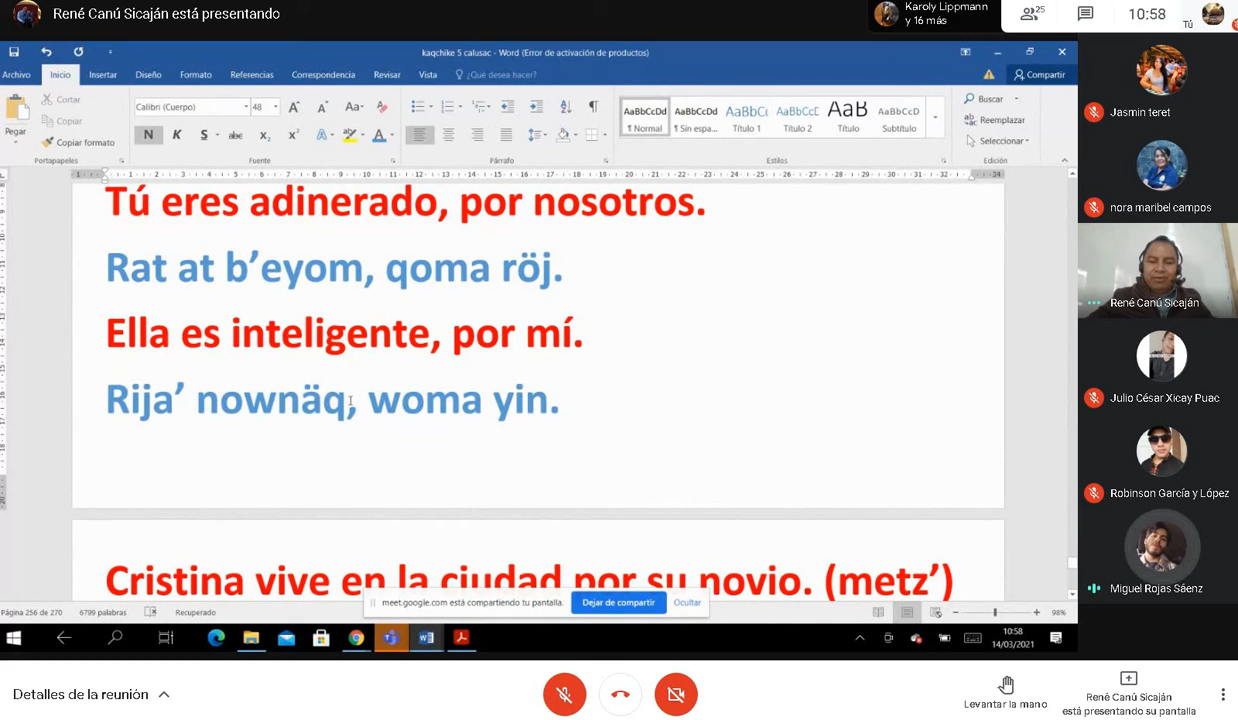 René Canú Sicaján está presentando
Karoly Lippmann
y 16 más
25
10:58
Tú
kaqchike 5 calusac - Word (Error de activación de productos)
Archivo Inicio Insertar Diseño Formato Referencias Correspondencia Revisar Vista ¿Qué desea hacer? Compartir
Pegar
Cortar
Copiar
Copiar formato
Portapapeles
Calibri (Cuerpo) 48
Fuente
Párrafo
AaBbCcDd AaBbCcDd AaBbCc AaBbCcE AaB AaBbCcD
¶ Normal ¶ Sin espa... Título 1 Título 2 Título Subtítulo
Estilos
Buscar
Reemplazar
Seleccionar
Edición
Tú eres adinerado, por nosotros.
Rat at b’eyom, qoma röj.
Ella es inteligente, por mí.
Rija’ nownäq, woma yin.
Cristina vive en la ciudad por su novio. (metz’)
meet.google.com está compartiendo tu pantalla.
Dejar de compartir
Ocultar
Página 256 de 270 6799 palabras Recuperado
98%
10:58
14/03/2021
Jasmin teret
nora maribel campos
René Canú Sicaján
Julio César Xicay Puac
Robinson García y López
Miguel Rojas Sáenz
Detalles de la reunión
Levantar la mano
René Canú Sicaján
está presentando su pantalla